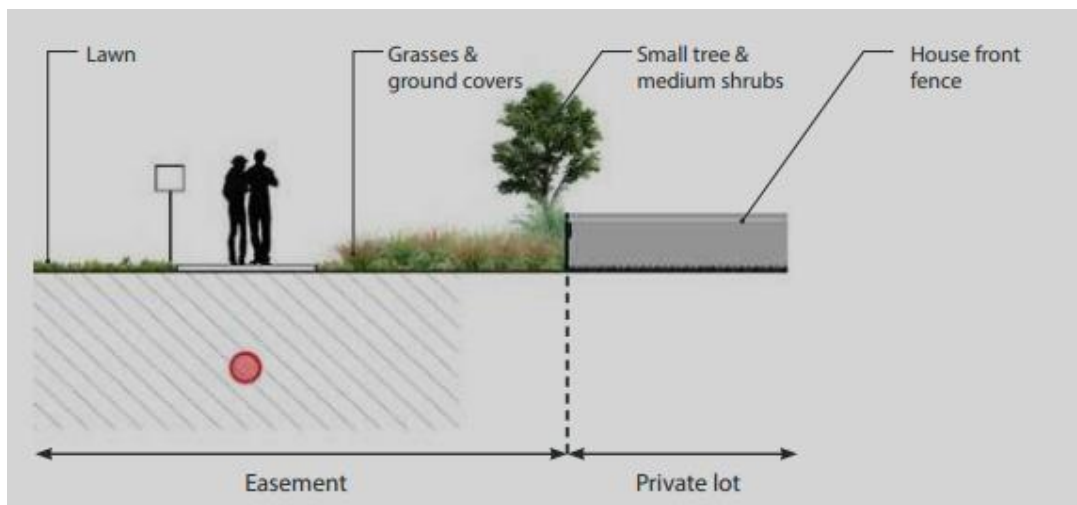 Lawn
Grasses &
ground covers
Small tree &
medium shrubs
House front
fence
Easement
Private lot